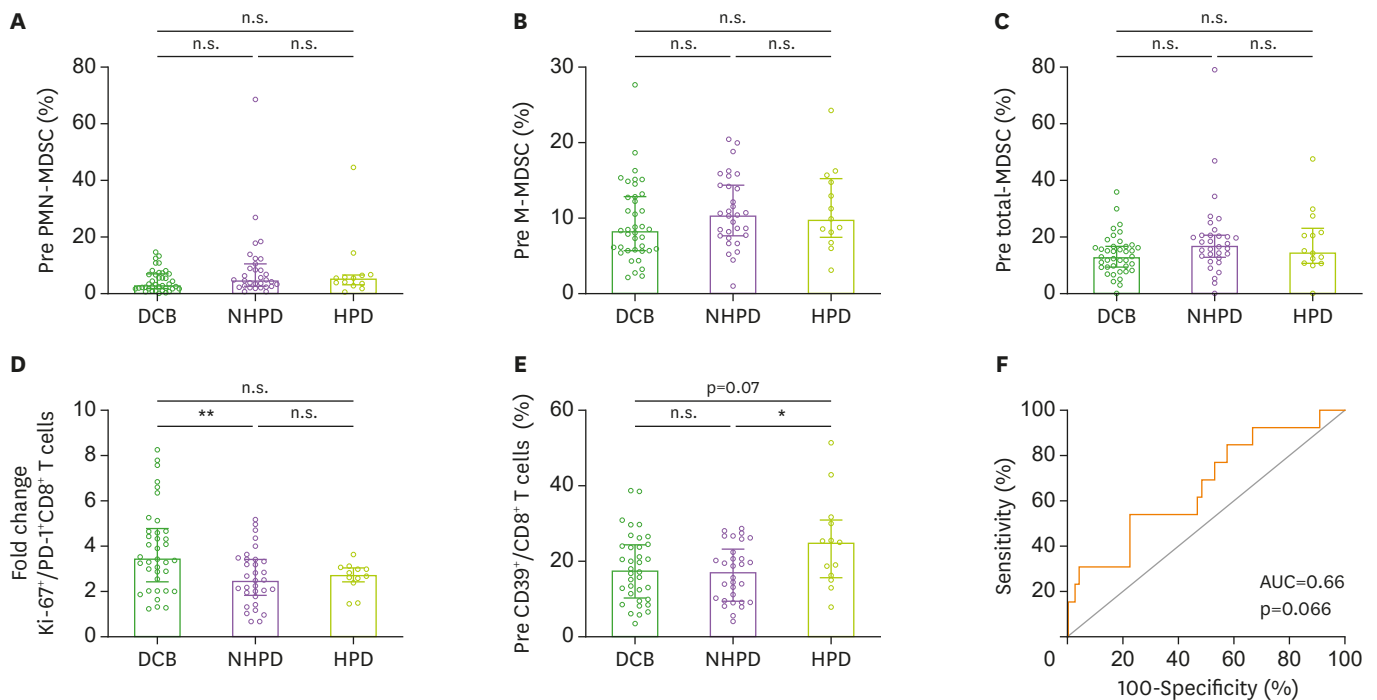 A
n.s.
n.s. n.s.
Pre PMN-MDSC (%)
80
60
40
20
0
DCB NHPD HPD
B
n.s.
n.s. n.s.
Pre M-MDSC (%)
30
20
10
0
DCB NHPD HPD
C
n.s.
n.s. n.s.
Pre total-MDSC (%)
80
60
40
20
0
DCB NHPD HPD
D
n.s.
** n.s.
Fold change
Ki-67⁺/PD-1⁺CD8⁺ T cells
10
8
6
4
2
0
DCB NHPD HPD
E
p=0.07
n.s. *
Pre CD39⁺/CD8⁺ T cells (%)
60
40
20
0
DCB NHPD HPD
F
Sensitivity (%)
100
80
60
40
20
AUC=0.66
p=0.066
0 20 40 60 80 100
100-Specificity (%)